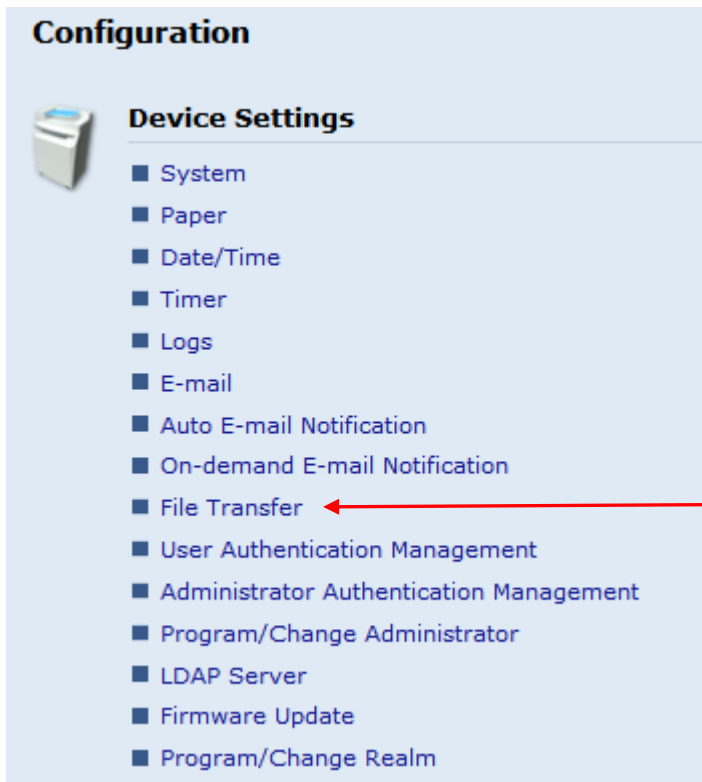 Configuration
Device Settings
System
Paper
Date/Time
Timer
Logs
E-mail
Auto E-mail Notification
On-demand E-mail Notification
File Transfer
User Authentication Management
Administrator Authentication Management
Program/Change Administrator
LDAP Server
Firmware Update
Program/Change Realm